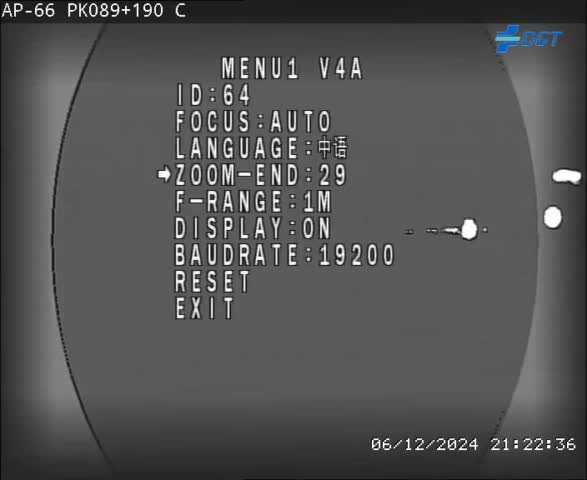 AP-66 PK089+190 C
DGT
MENU1 V4A
ID:64
FOCUS:AUTO
LANGUAGE:中语
ZOOM-END:29
F-RANGE:1M
DISPLAY:ON
BAUDRATE:19200
RESET
EXIT
06/12/2024 21:22:36